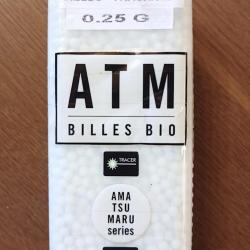 0.25 G
ATM
BILLES BIO
TRACER
AMA
TSU
MARU
series